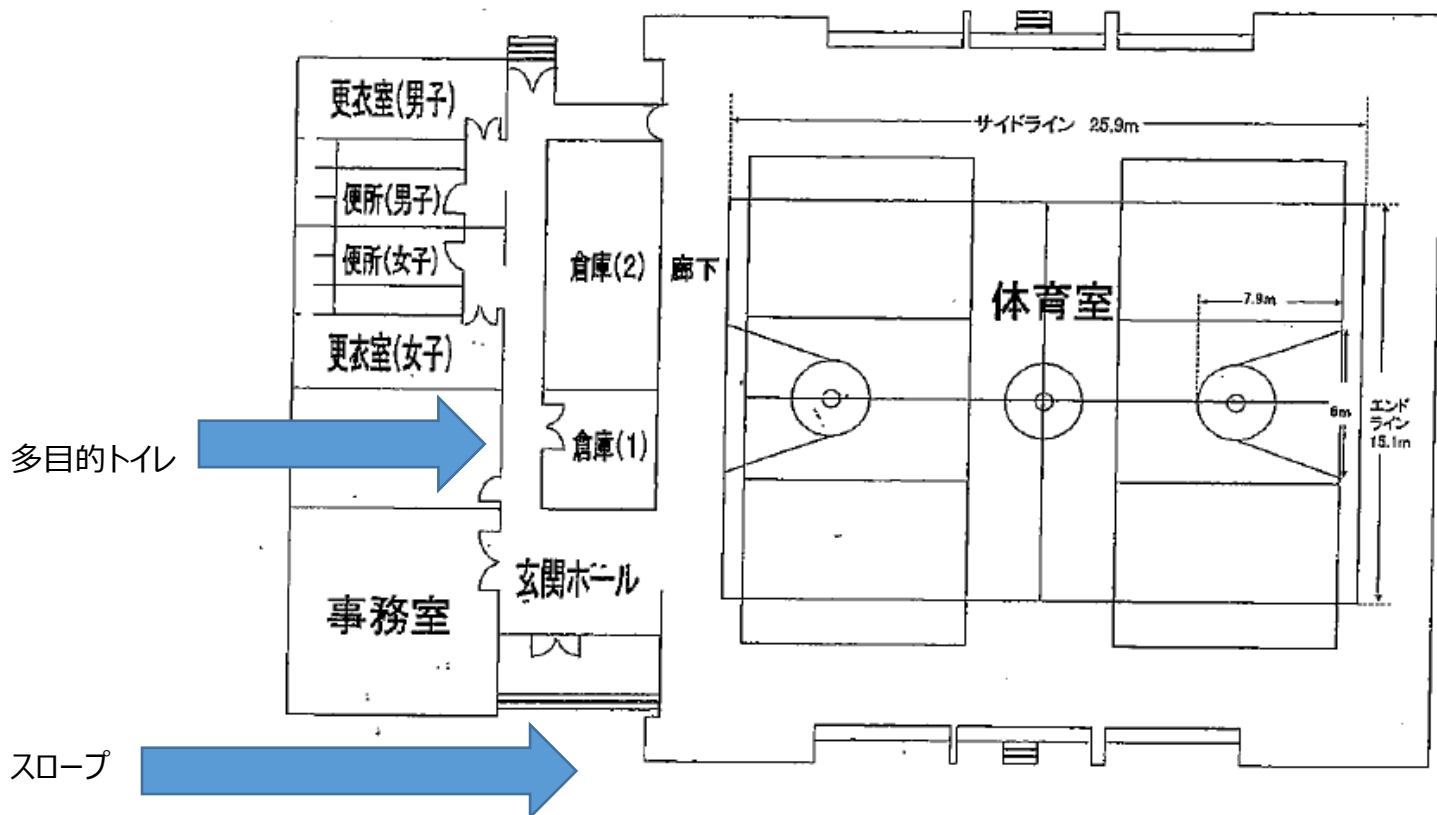 更衣室(男子)
便所(男子)
便所(女子)
更衣室(女子)
倉庫(2)
廊下
倉庫(1)
玄関ホール
事務室
体育室
サイドライン 25.9m
7.9m
6m
エンド
ライン
15.1m
多目的トイレ
スロープ